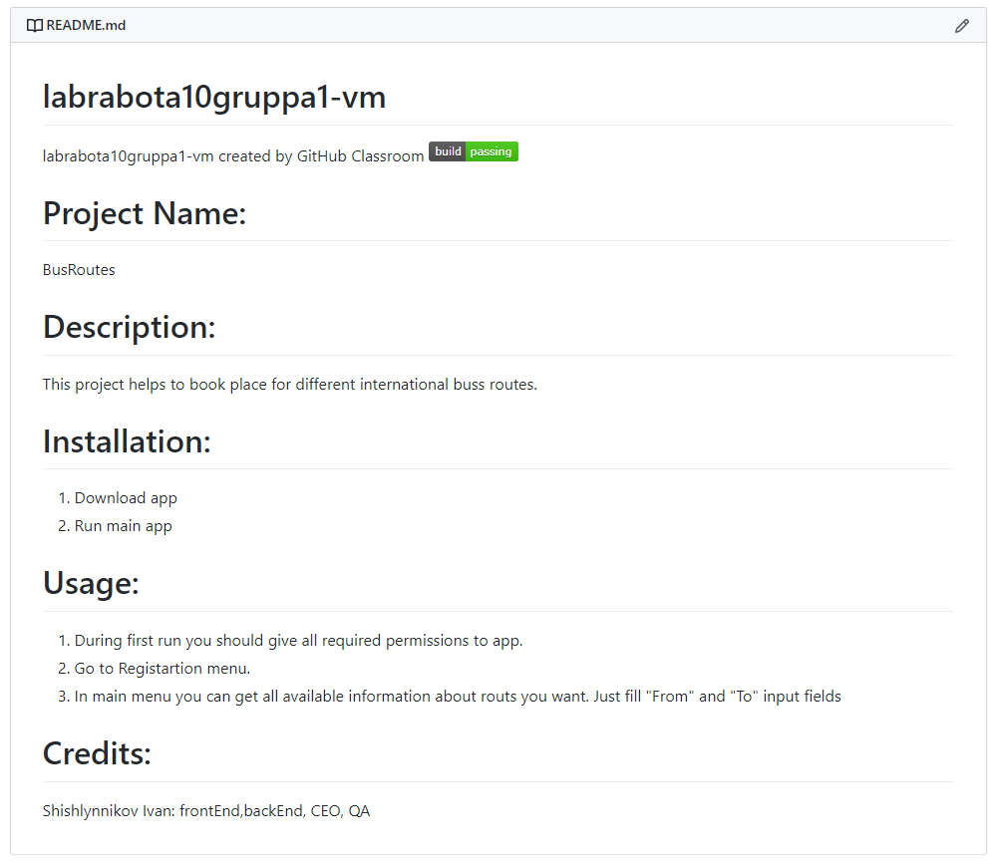 README.md
labrabota10gruppa1-vm
labrabota10gruppa1-vm created by GitHub Classroom build passing
Project Name:
BusRoutes
Description:
This project helps to book place for different international buss routes.
Installation:
1. Download app
2. Run main app
Usage:
1. During first run you should give all required permissions to app.
2. Go to Registartion menu.
3. In main menu you can get all available information about routs you want. Just fill "From" and "To" input fields
Credits:
Shishlynnikov Ivan: frontEnd,backEnd, CEO, QA